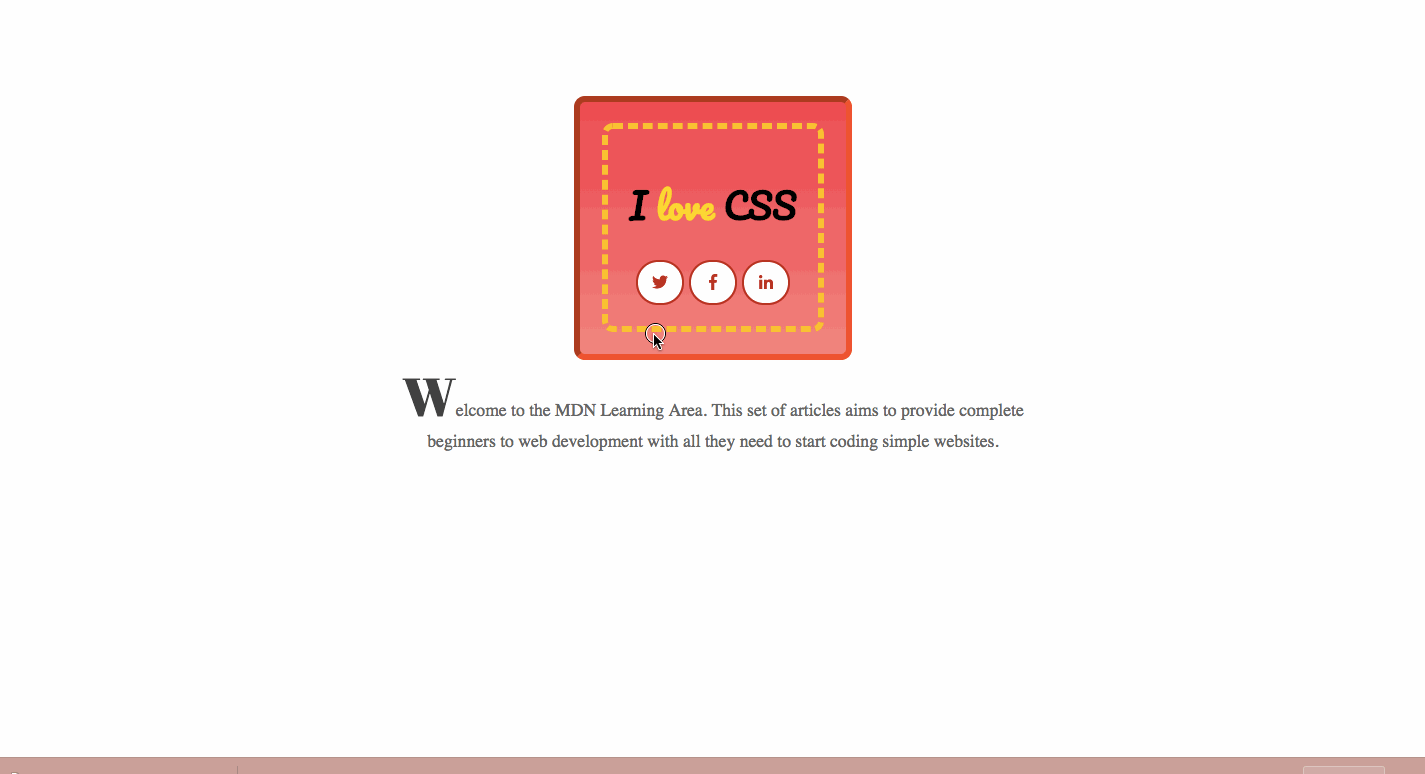 I love CSS
Welcome to the MDN Learning Area. This set of articles aims to provide complete
beginners to web development with all they need to start coding simple websites.